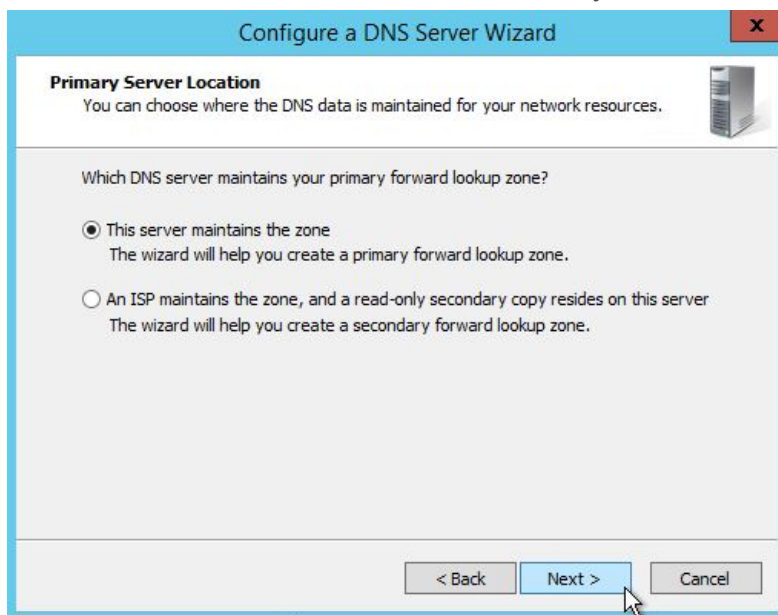 Configure a DNS Server Wizard
x
Primary Server Location
You can choose where the DNS data is maintained for your network resources.
Which DNS server maintains your primary forward lookup zone?
This server maintains the zone
The wizard will help you create a primary forward lookup zone.
An ISP maintains the zone, and a read-only secondary copy resides on this server
The wizard will help you create a secondary forward lookup zone.
< Back Next > Cancel